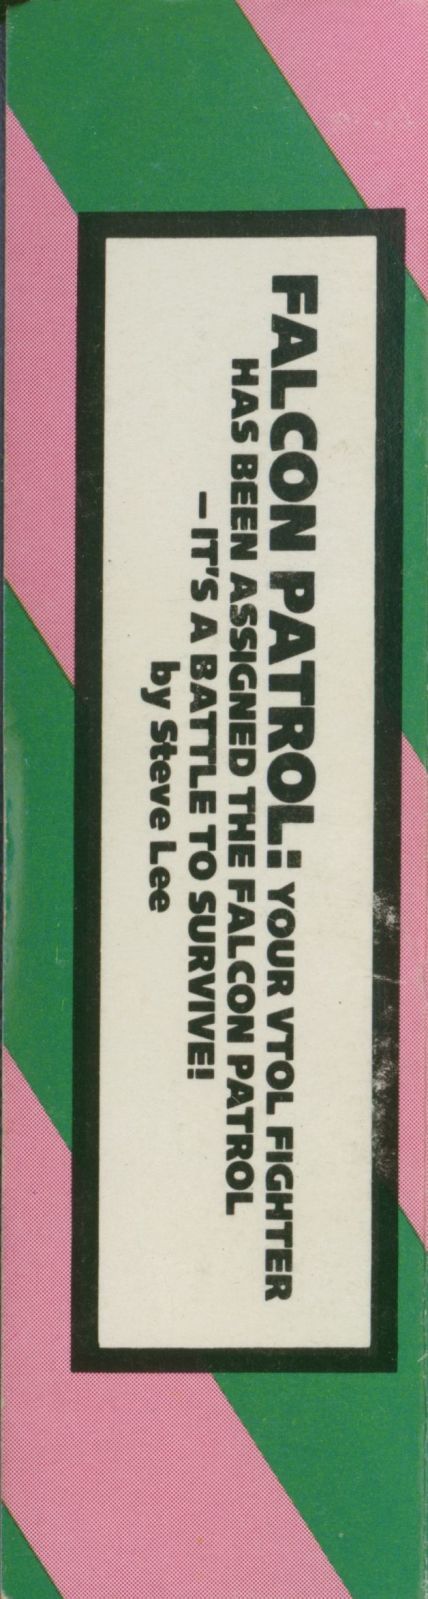 FALCON PATROL: YOUR VTOL FIGHTER
HAS BEEN ASSIGNED THE FALCON PATROL
– IT'S A BATTLE TO SURVIVE!
by Steve Lee